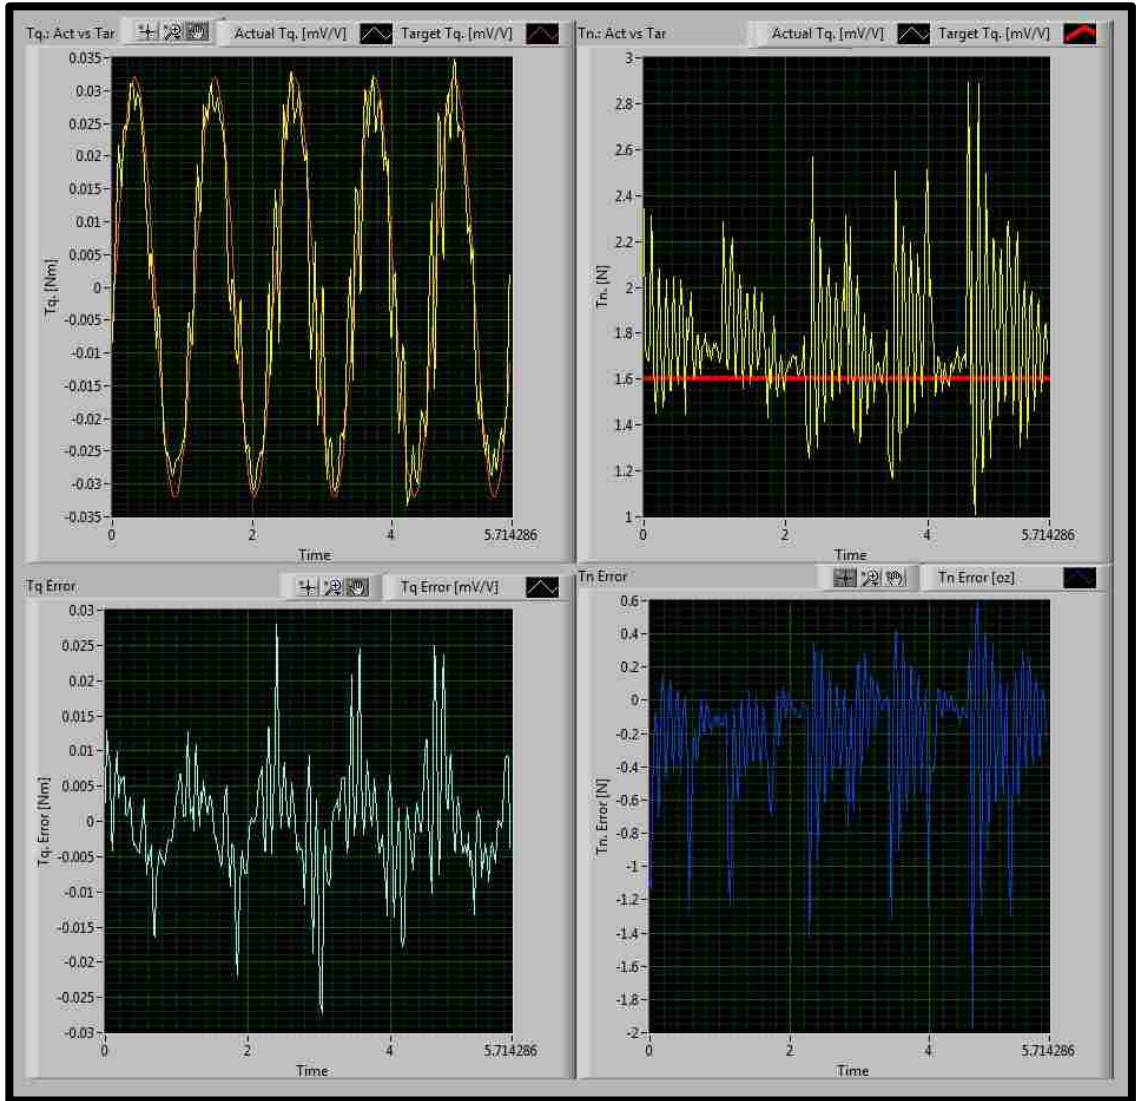 Tq.: Act vs Tar
Actual Tq. [mV/V]
Target Tq. [mV/V]
0.035
0.03
0.025
0.02
0.015
0.01
0.005
0
-0.005
-0.01
-0.015
-0.02
-0.025
-0.03
-0.035
Tq. [Nm]
0 2 4 5.714286
Time
Tn.: Act vs Tar
Actual Tq. [mV/V]
Target Tq. [mV/V]
3
2.8
2.6
2.4
2.2
2
1.8
1.6
1.4
1.2
1
Tn. [N]
0 2 4 5.714286
Time
Tq Error
Tq Error [mV/V]
0.03
0.025
0.02
0.015
0.01
0.005
0
-0.005
-0.01
-0.015
-0.02
-0.025
-0.03
Tq. Error [Nm]
0 2 4 5.714286
Time
Tn Error
Tn Error [oz]
0.6
0.4
0.2
0
-0.2
-0.4
-0.6
-0.8
-1
-1.2
-1.4
-1.6
-1.8
-2
Tn. Error [N]
0 2 4 5.714286
Time